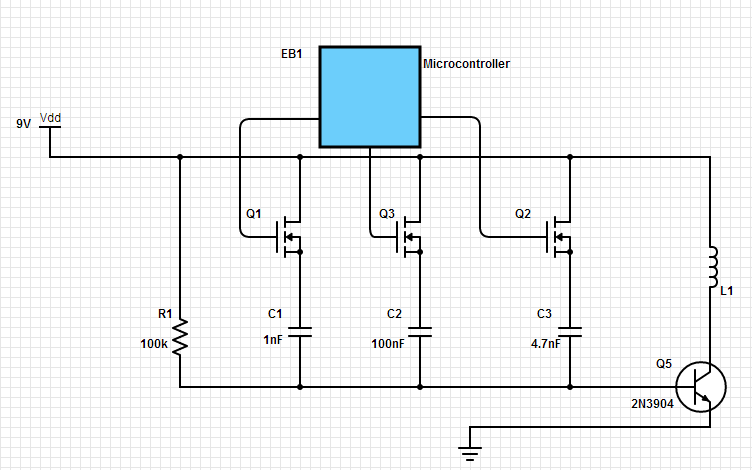 EB1
Microcontroller
9V Vdd
Q1 Q3 Q2
L1
R1 C1 C2 C3
100k 1nF 100nF 4.7nF
Q5
2N3904